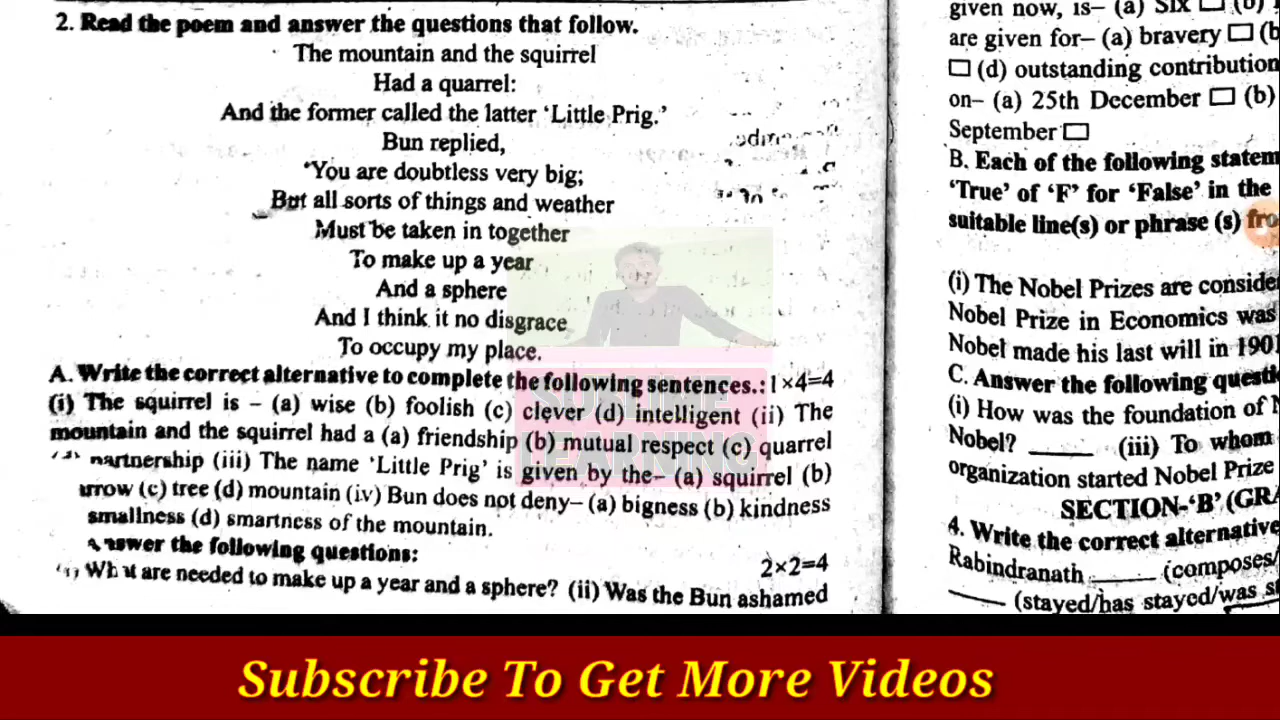 2. Read the poem and answer the questions that follow.
The mountain and the squirrel
Had a quarrel:
And the former called the latter ‘Little Prig.’
Bun replied,
‘You are doubtless very big;
But all sorts of things and weather
Must be taken in together
To make up a year
And a sphere
And I think it no disgrace
To occupy my place.
A. Write the correct alternative to complete the following sentences.: 1×4=4
(i) The squirrel is – (a) wise (b) foolish (c) clever (d) intelligent (ii) The
mountain and the squirrel had a (a) friendship (b) mutual respect (c) quarrel
(d) partnership (iii) The name ‘Little Prig’ is given by the– (a) squirrel (b)
(c) tree (d) mountain (iv) Bun does not deny– (a) bigness (b) kindness
smallness (d) smartness of the mountain.
Answer the following questions: 2×2=4
(i) What are needed to make up a year and a sphere? (ii) Was the Bun ashamed
given now, is– (a) Six
are given for– (a) bravery
(d) outstanding contribution
on– (a) 25th December (b)
September
B. Each of the following
‘True’ of ‘F’ for ‘False’ in the
suitable line(s) or phrase (s)
(i) The Nobel Prizes are
Nobel Prize in Economics was
Nobel made his last will in 1901
C. Answer the following
(i) How was the foundation of
Nobel? ______ (iii) To whom
organization started Nobel Prize
SECTION-‘B’
4. Write the correct alternative
Rabindranath ______ (composes/
______ (stayed/has stayed/was
SUBLIME
LEARNING
Subscribe To Get More Videos